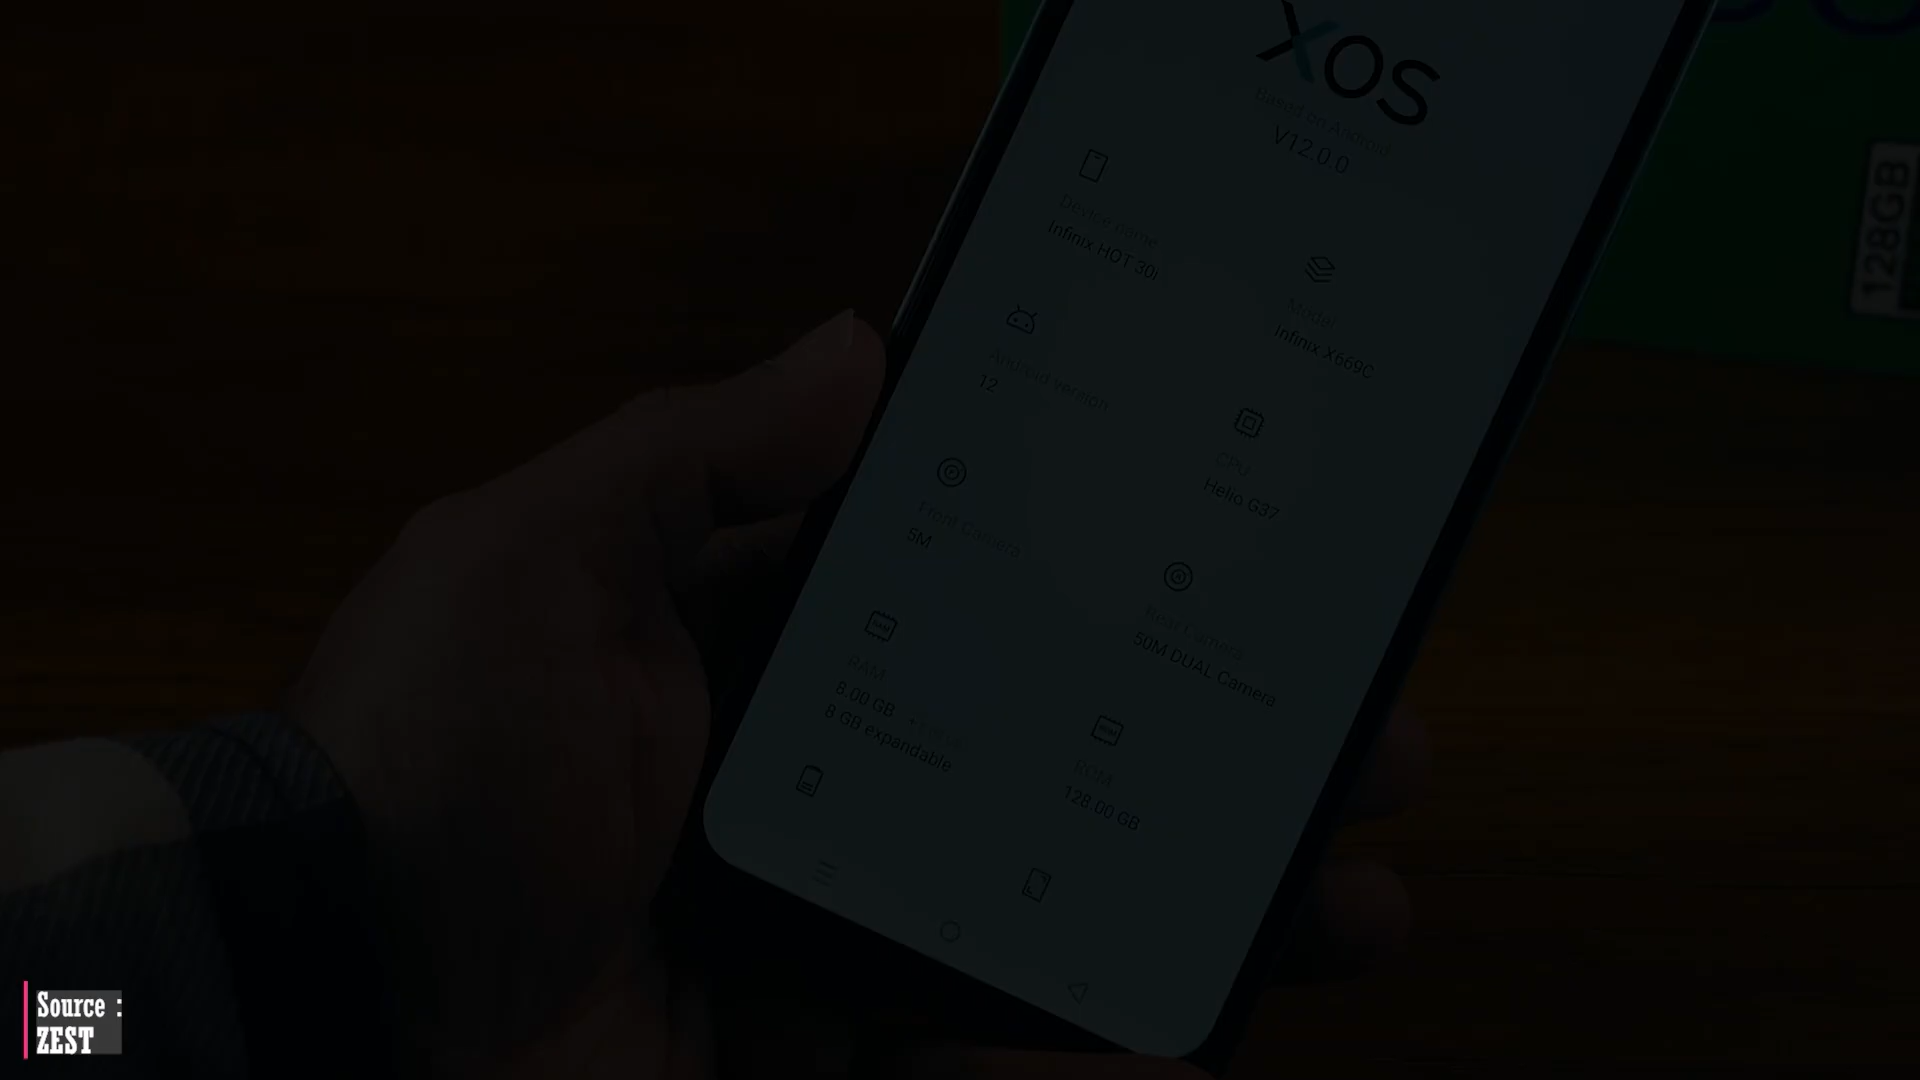 XOS
Based on Android
V12.0.0
Device name
Infinix HOT 30i
Model
Infinix X669C
Android version
12
CPU
Helio G37
Front Camera
5M
Rear Camera
50M DUAL Camera
RAM
RAM
8.00 GB
8 GB expandable
ROM
128.00 GB
128GB
Source :
ZEST